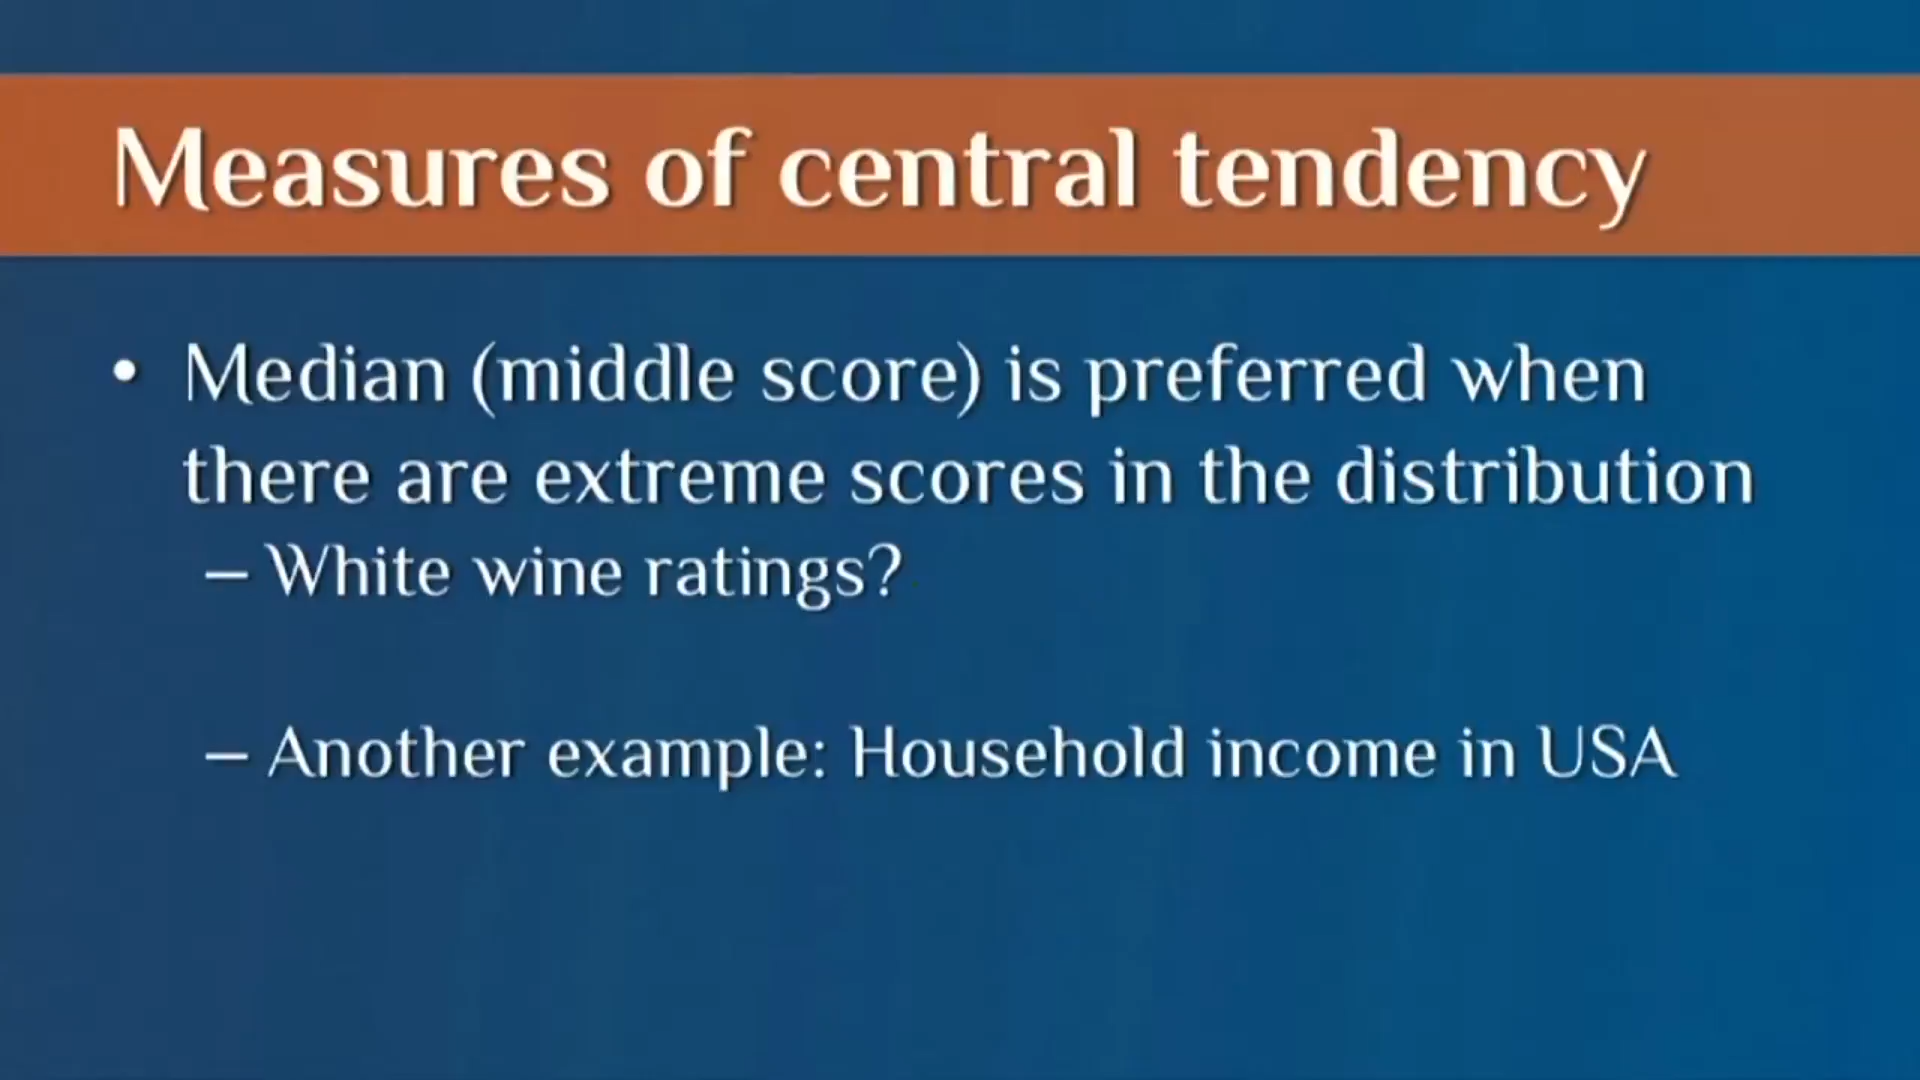 Measures of central tendency
• Median (middle score) is preferred when
there are extreme scores in the distribution
– White wine ratings?
– Another example: Household income in USA